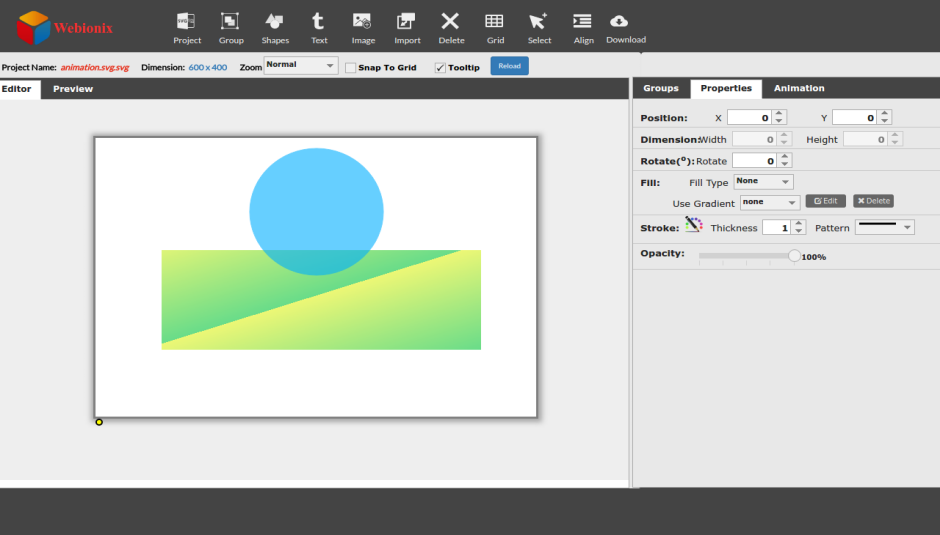 Webionix
Project Group Shapes Text Image Import Delete Grid Select Align Download
Project Name: animation.svg.svg Dimension: 600 x 400 Zoom Normal Snap To Grid Tooltip Reload
Editor Preview
Groups Properties Animation
Position: X 0 Y 0
Dimension: Width 0 Height 0
Rotate(º): Rotate 0
Fill: Fill Type None
Use Gradient none Edit Delete
Stroke: Thickness 1 Pattern
Opacity: 100%